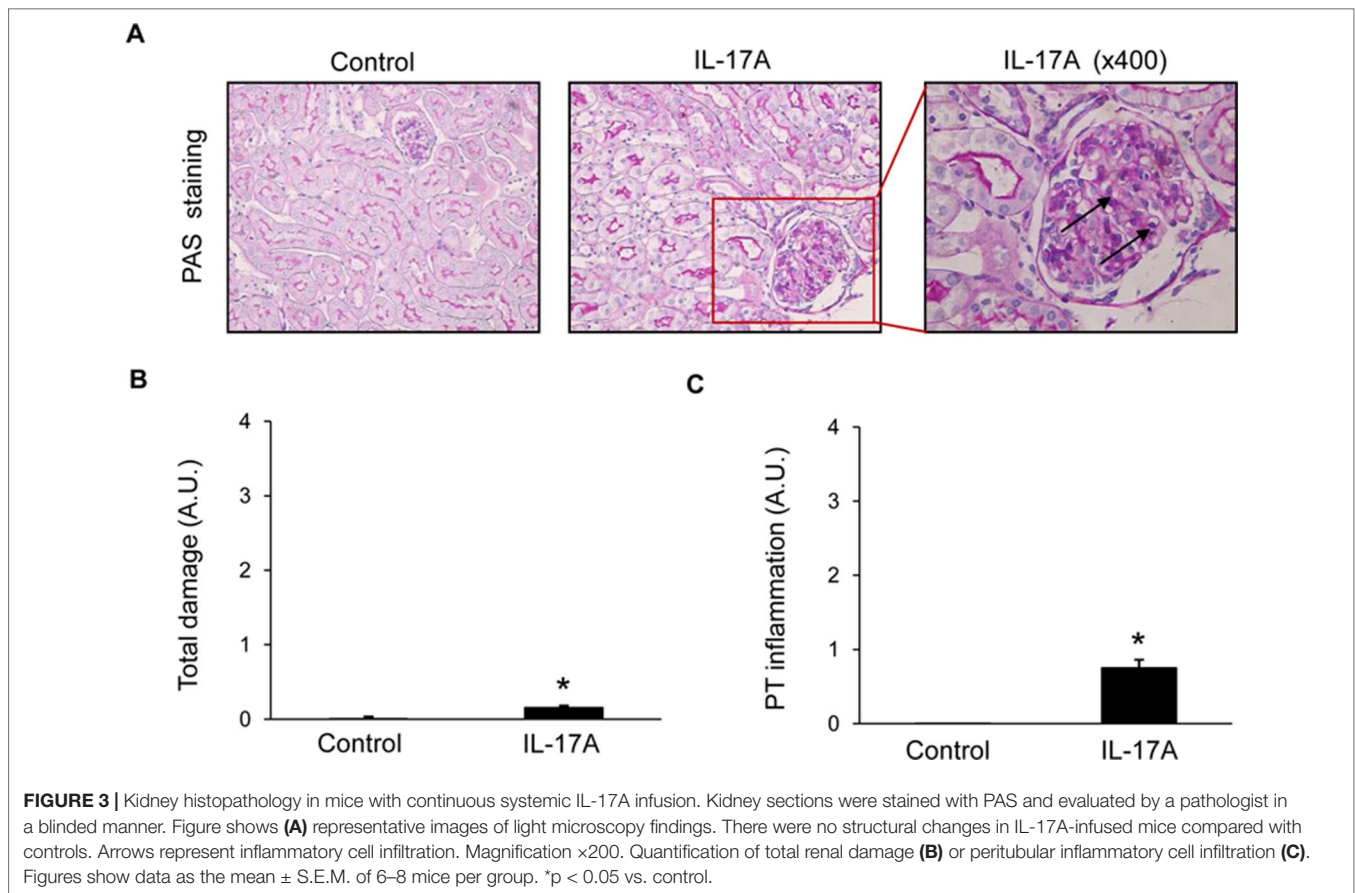 A
Control
IL-17A
IL-17A (x400)
PAS staining
B
Total damage (A.U.)
4
3
2
1
0
*
Control
IL-17A
C
PT inflammation (A.U.)
4
3
2
1
0
*
Control
IL-17A
FIGURE 3 | Kidney histopathology in mice with continuous systemic IL-17A infusion. Kidney sections were stained with PAS and evaluated by a pathologist in
a blinded manner. Figure shows (A) representative images of light microscopy findings. There were no structural changes in IL-17A-infused mice compared with
controls. Arrows represent inflammatory cell infiltration. Magnification ×200. Quantification of total renal damage (B) or peritubular inflammatory cell infiltration (C).
Figures show data as the mean ± S.E.M. of 6–8 mice per group. *p < 0.05 vs. control.